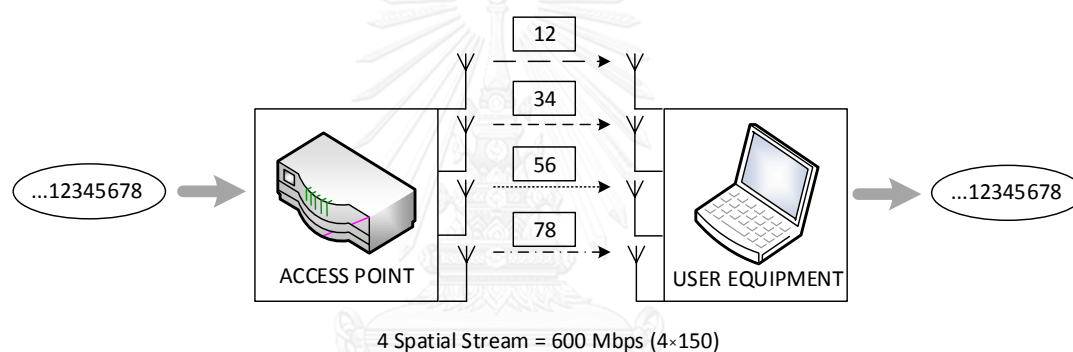 12
34
56
78
...12345678
...12345678
ACCESS POINT
USER EQUIPMENT
4 Spatial Stream = 600 Mbps (4×150)